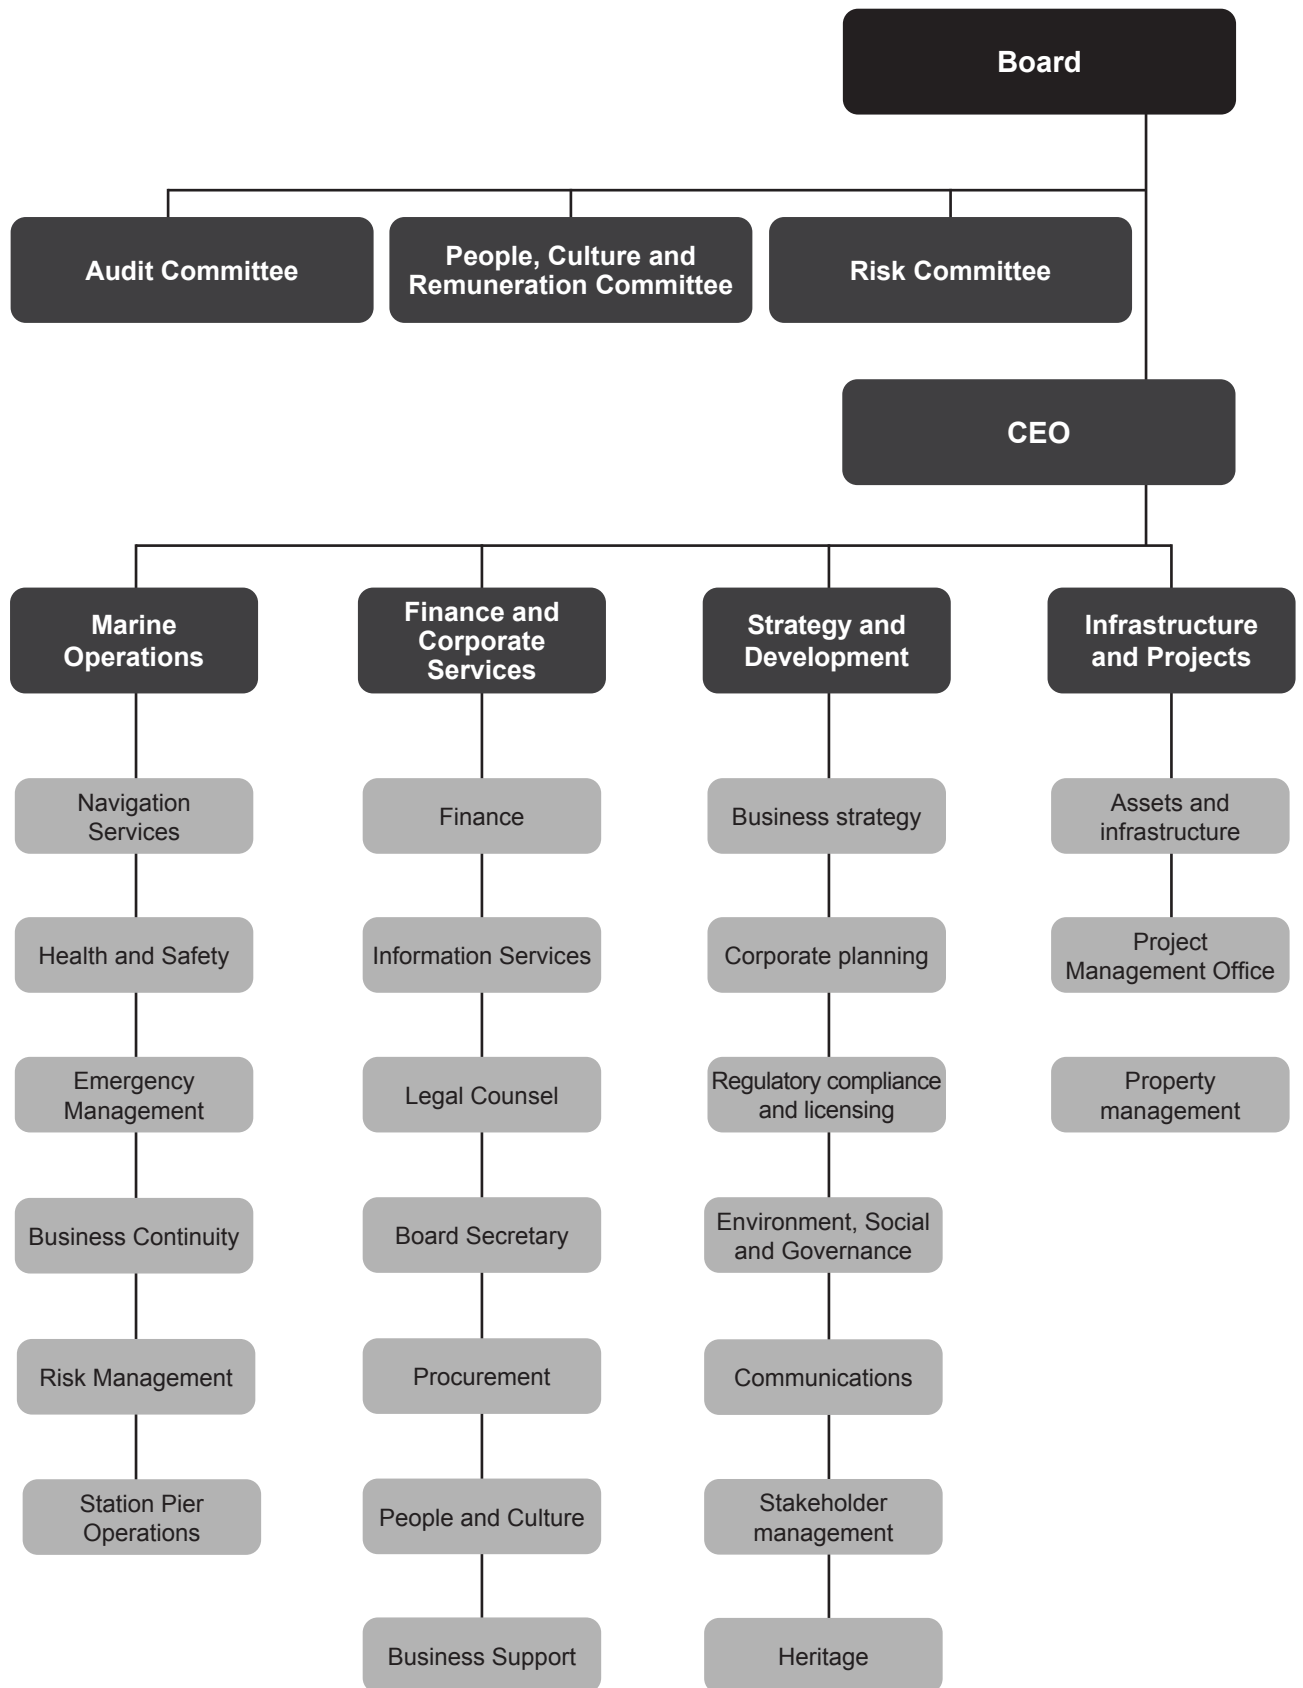 Board
Audit Committee
People, Culture and
Remuneration Committee
Risk Committee
CEO
Marine
Operations
Finance and
Corporate
Services
Strategy and
Development
Infrastructure
and Projects
Navigation
Services
Finance
Business strategy
Assets and
infrastructure
Health and Safety
Information Services
Corporate planning
Project
Management Office
Emergency
Management
Legal Counsel
Regulatory compliance
and licensing
Property
management
Business Continuity
Board Secretary
Environment, Social
and Governance
Risk Management
Procurement
Communications
Station Pier
Operations
People and Culture
Stakeholder
management
Business Support
Heritage